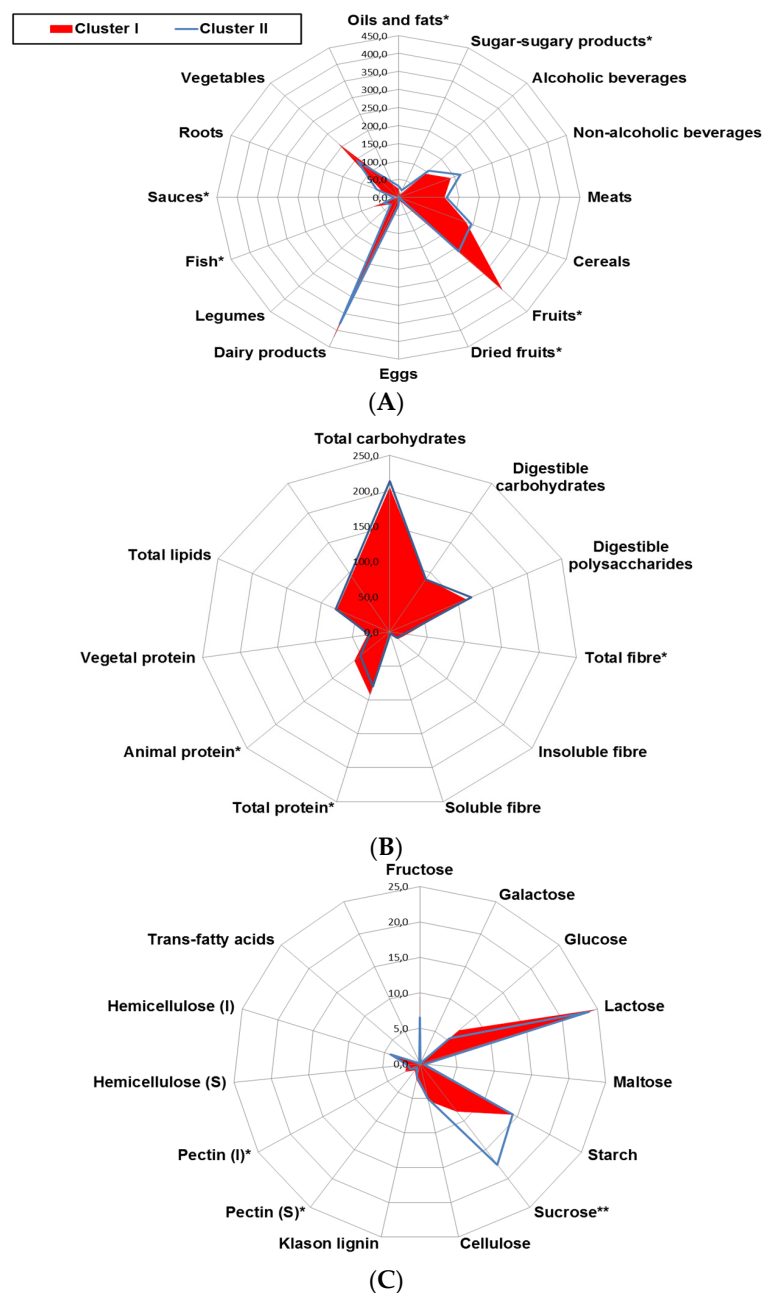 Cluster I Cluster II
Oils and fats*
Sugar-sugary products*
Alcoholic beverages
Non-alcoholic beverages
Meats
Cereals
Fruits*
Dried fruits*
Eggs
Dairy products
Legumes
Fish*
Sauces*
Roots
Vegetables
450,0
400,0
350,0
300,0
250,0
200,0
150,0
100,0
50,0
0,0
(A)
Total carbohydrates
Digestible
carbohydrates
Digestible
polysaccharides
Total fibre*
Insoluble fibre
Soluble fibre
Total protein*
Animal protein*
Vegetal protein
Total lipids
250,0
200,0
150,0
100,0
50,0
0,0
(B)
Fructose
Galactose
Glucose
Lactose
Maltose
Starch
Sucrose**
Cellulose
Klason lignin
Pectin (S)*
Pectin (I)*
Hemicellulose (S)
Hemicellulose (I)
Trans-fatty acids
25,0
20,0
15,0
10,0
5,0
0,0
(C)